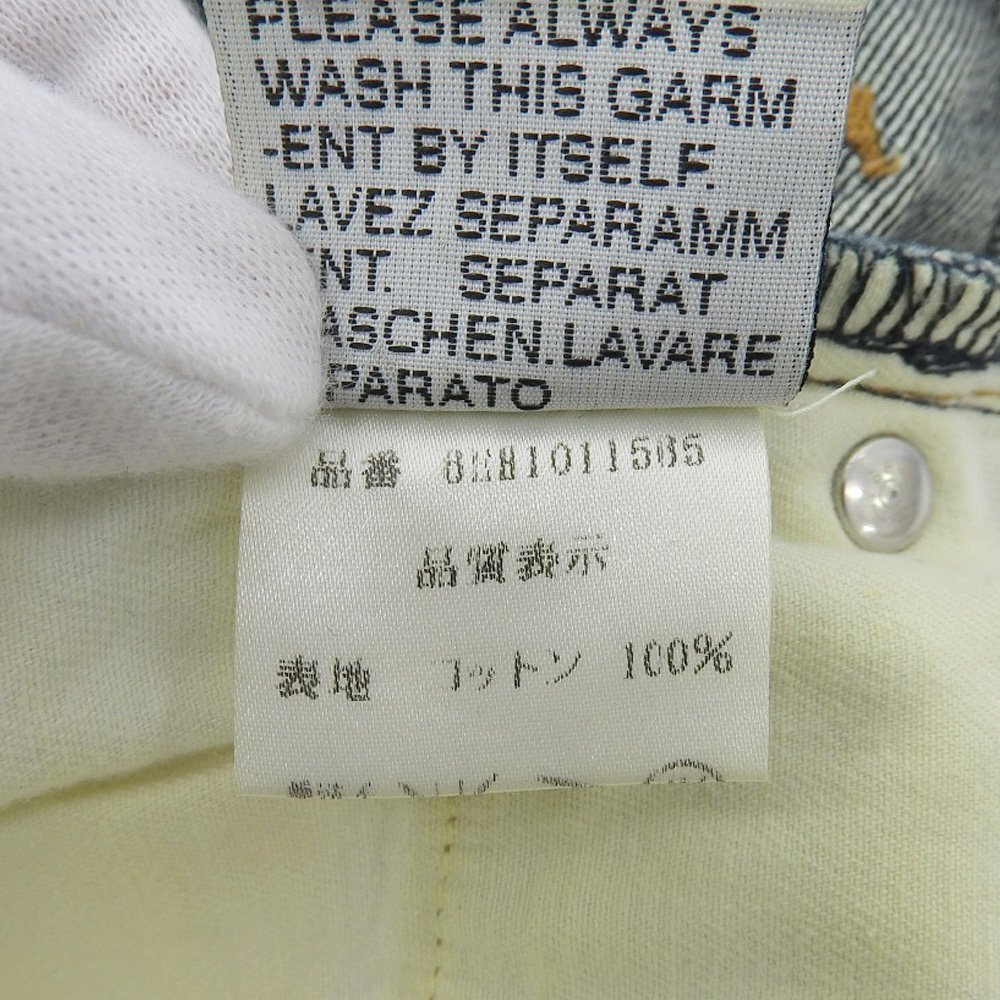 PLEASE ALWAYS
WASH THIS GARM
-ENT BY ITSELF.
LAVEZ SEPARAMM
ENT. SEPARAT
ASCHEN. LAVARE
PARATO
品番
品質表示
表地 コットン 100%